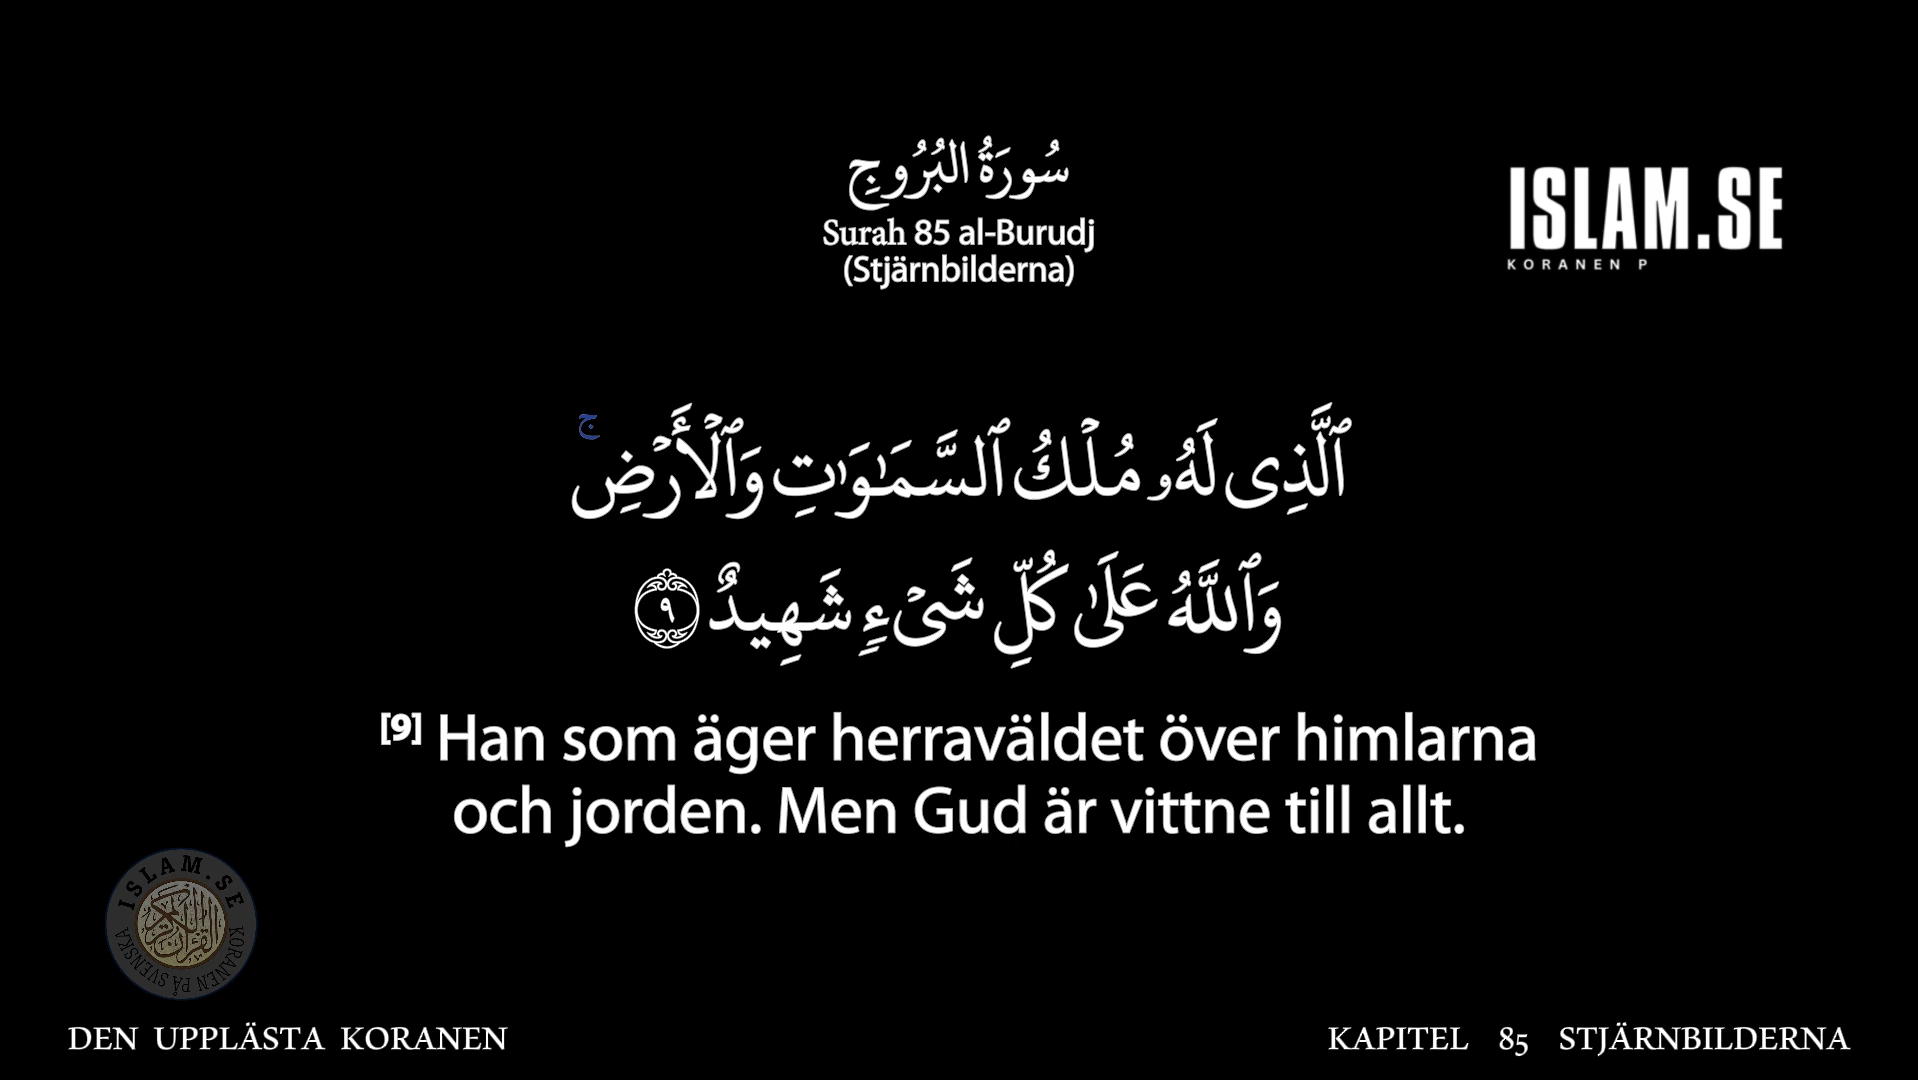 سُورَةُ البُرُوجِ
Surah 85 al-Burudj
(Stjärnbilderna)
ISLAM.SE
KORANEN P
ٱلَّذِى لَهُۥ مُلْكُ ٱلسَّمَـٰوَٰتِ وَٱلْأَرْضِ ۚ
وَٱللَّهُ عَلَىٰ كُلِّ شَىْءٍ شَهِيدٌ ٩
[9] Han som äger herraväldet över himlarna
och jorden. Men Gud är vittne till allt.
ISLAM.SE
القرآن الكريم
KORANEN PÅ SVENSKA
DEN UPPLÄSTA KORANEN
KAPITEL 85 STJÄRNBILDERNA